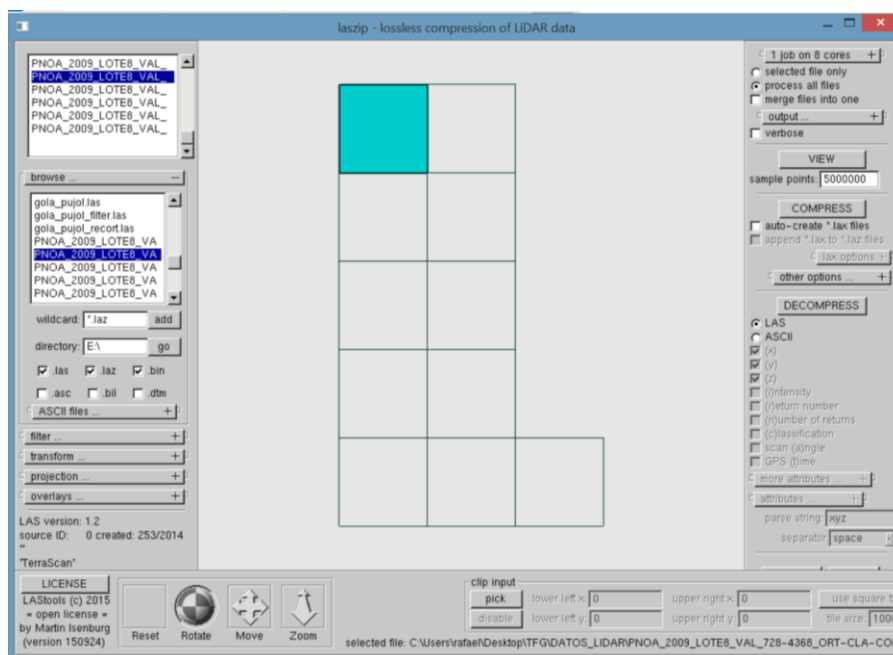 laszip - lossless compression of LiDAR data
PNOA_2009_LOTE8_VAL_
PNOA_2009_LOTE8_VAL_
PNOA_2009_LOTE8_VAL_
PNOA_2009_LOTE8_VAL_
PNOA_2009_LOTE8_VAL_
PNOA_2009_LOTE8_VAL_
browse ...
gola_pujol.las
gola_pujol_filter.las
gola_pujol_recort.las
PNOA_2009_LOTE8_VA
PNOA_2009_LOTE8_VA
PNOA_2009_LOTE8_VA
PNOA_2009_LOTE8_VA
PNOA_2009_LOTE8_VA
wildcard: *.laz add
directory: E:\ go
.las .laz .bin
.asc .bil .dtm
ASCII files ...
filter ...
transform ...
projection ...
overlays ...
LAS version: 1.2
source ID: 0 created: 253/2014
""
'TerraScan'
1 job on 8 cores
selected file only
process all files
merge files into one
output ...
verbose
VIEW
sample points: 5000000
COMPRESS
auto-create *.lax files
append *.lax to *.laz files
lax options
other options ...
DECOMPRESS
LAS
ASCII
(x)
(y)
(z)
(i)ntensity
(r)eturn number
(n)umber of returns
(c)lassification
scan (a)ngle
GPS (t)ime
more attributes ...
attributes ...
parse string: xyz
separator: space
LICENSE
LAStools (c) 2015
= open license =
by Martin Isenburg
(version 150924)
Reset Rotate Move Zoom
clip input
pick lower left x: 0 upper right x: 0 use square
disable lower left y: 0 upper right y: 0 tile size: 100
selected file: C:\Users\rafael\Desktop\TFG\DATOS_LIDAR\PNOA_2009_LOTE8_VAL_728-4368_ORT-CLA-CO